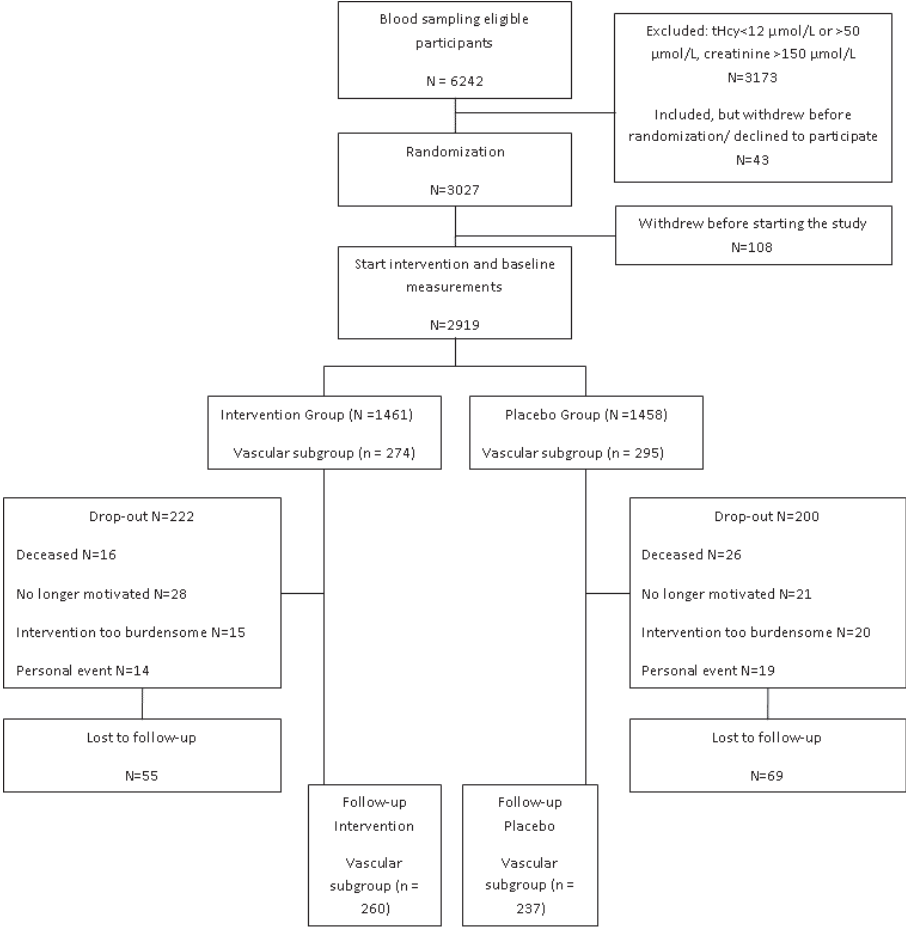 Blood sampling eligible
participants
N = 6242
Excluded: tHcy<12 µmol/L or >50
µmol/L, creatinine >150 µmol/L
N=3173
Included, but withdrew before
randomization/ declined to participate
N=43
Randomization
N=3027
Withdrew before starting the study
N=108
Start intervention and baseline
measurements
N=2919
Intervention Group (N =1461)
Vascular subgroup (n = 274)
Placebo Group (N =1458)
Vascular subgroup (n = 295)
Drop-out N=222
Deceased N=16
No longer motivated N=28
Intervention too burdensome N=15
Personal event N=14
Drop-out N=200
Deceased N=26
No longer motivated N=21
Intervention too burdensome N=20
Personal event N=19
Lost to follow-up
N=55
Lost to follow-up
N=69
Follow-up
Intervention
Vascular
subgroup (n =
260)
Follow-up
Placebo
Vascular
subgroup (n =
237)